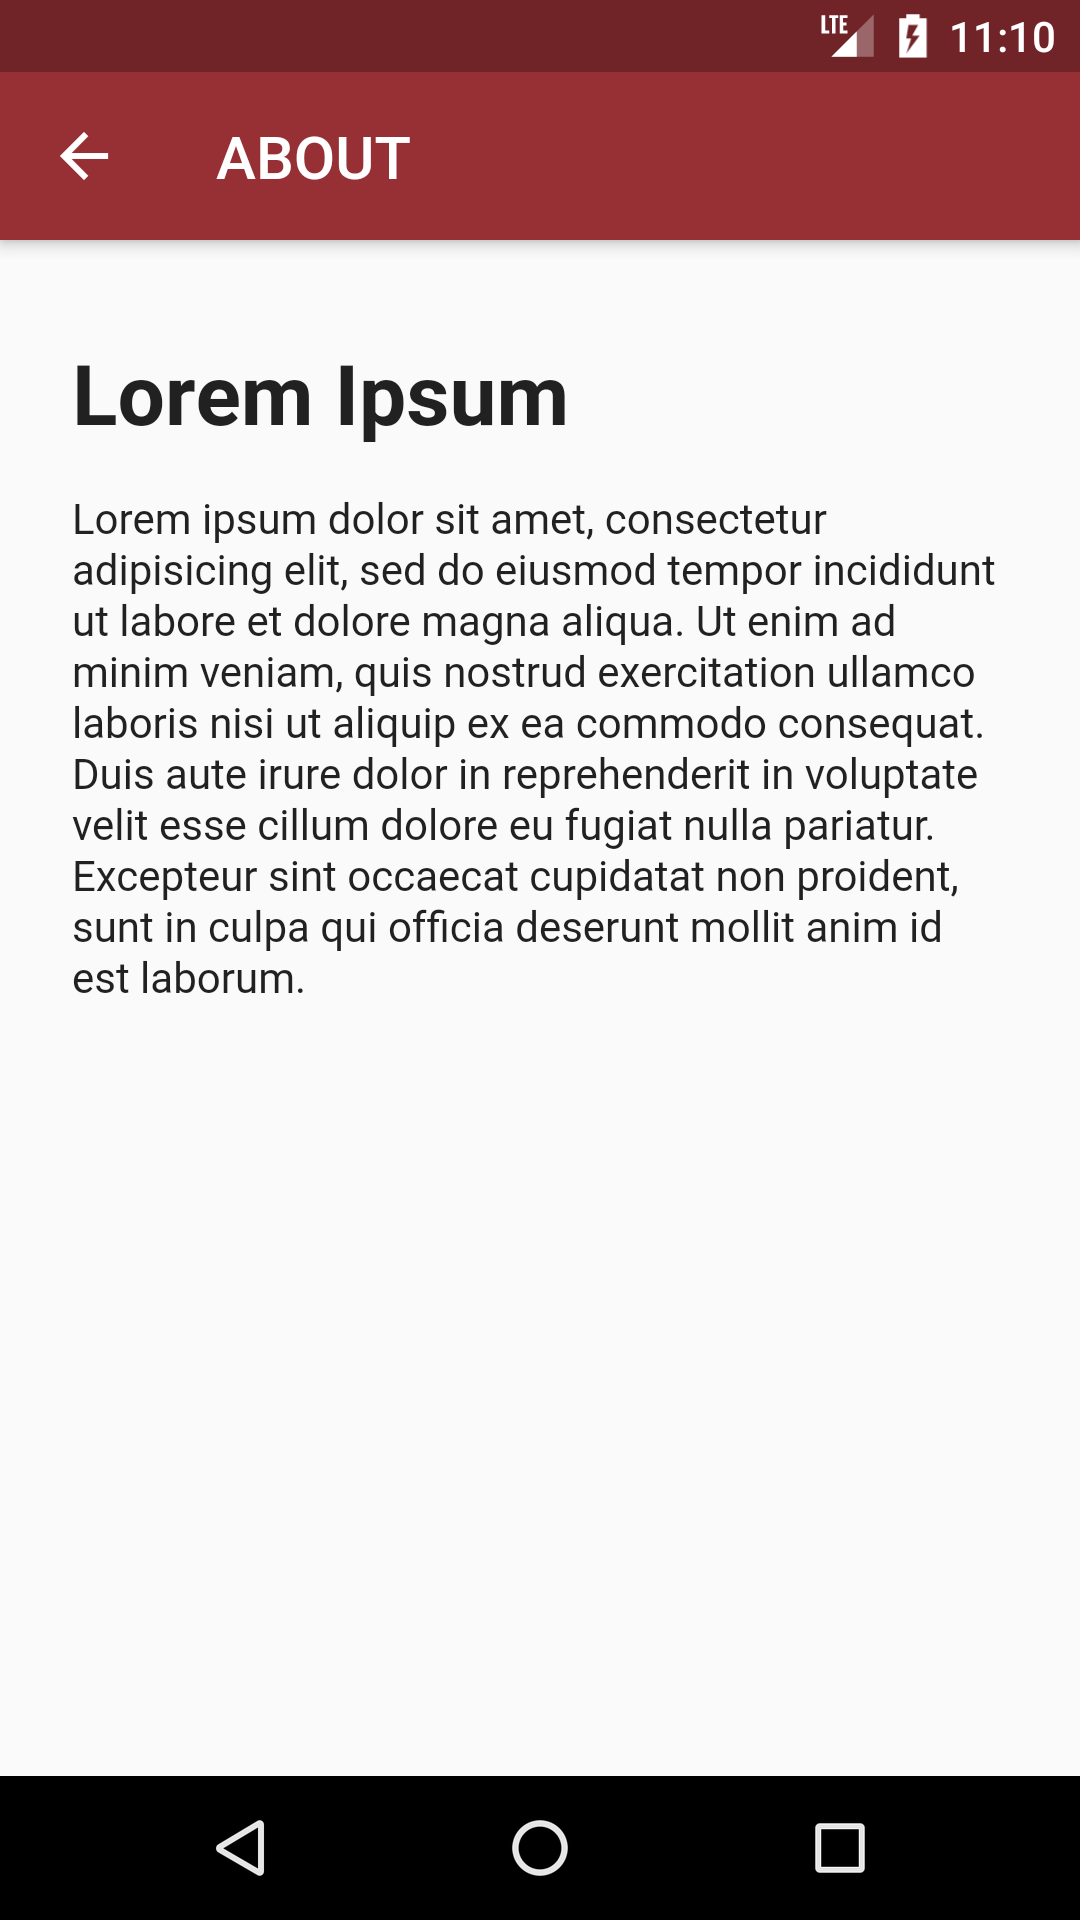 LTE 11:10
ABOUT
Lorem Ipsum
Lorem ipsum dolor sit amet, consectetur
adipisicing elit, sed do eiusmod tempor incididunt
ut labore et dolore magna aliqua. Ut enim ad
minim veniam, quis nostrud exercitation ullamco
laboris nisi ut aliquip ex ea commodo consequat.
Duis aute irure dolor in reprehenderit in voluptate
velit esse cillum dolore eu fugiat nulla pariatur.
Excepteur sint occaecat cupidatat non proident,
sunt in culpa qui officia deserunt mollit anim id
est laborum.